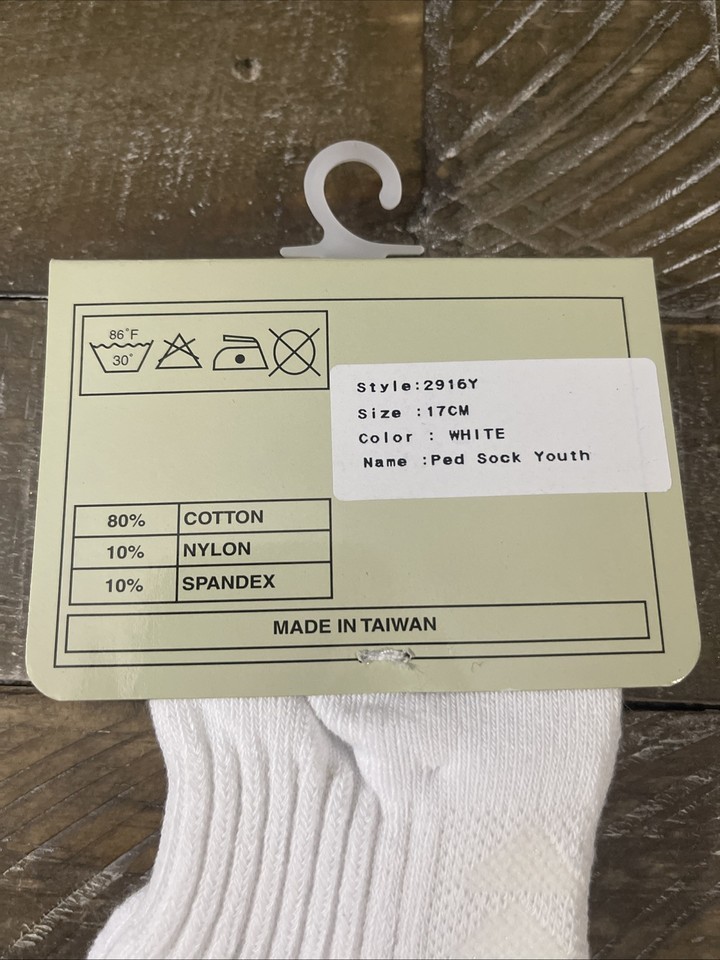 86°F
30°
Style:2916Y
Size :17CM
Color : WHITE
Name :Ped Sock Youth
80% COTTON
10% NYLON
10% SPANDEX
MADE IN TAIWAN